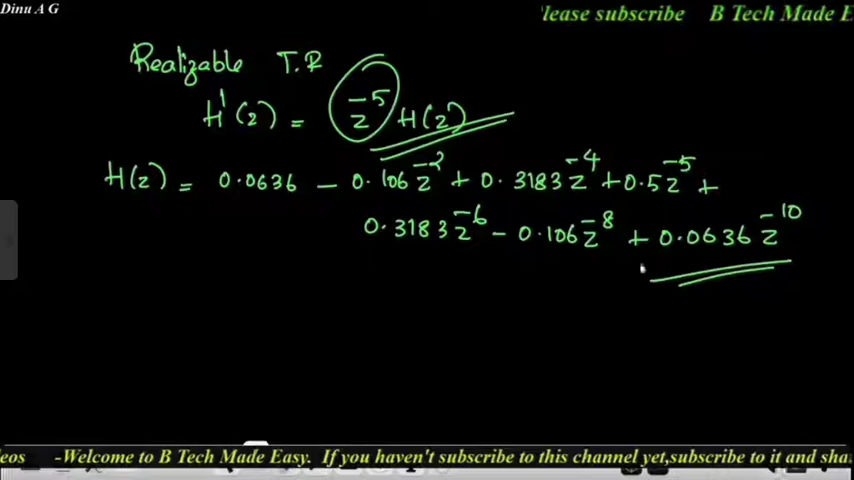 Dinu A G
lease subscribe B Tech Made E
Realizable T.R
H'(z) = z^-5 H(z)
H(z) = 0.0636 - 0.106 z^-2 + 0.3183 z^-4 + 0.5 z^-5 +
0.3183 z^-6 - 0.106 z^-8 + 0.0636 z^-10
eos -Welcome to B Tech Made Easy. If you haven't subscribe to this channel yet,subscribe to it and sha